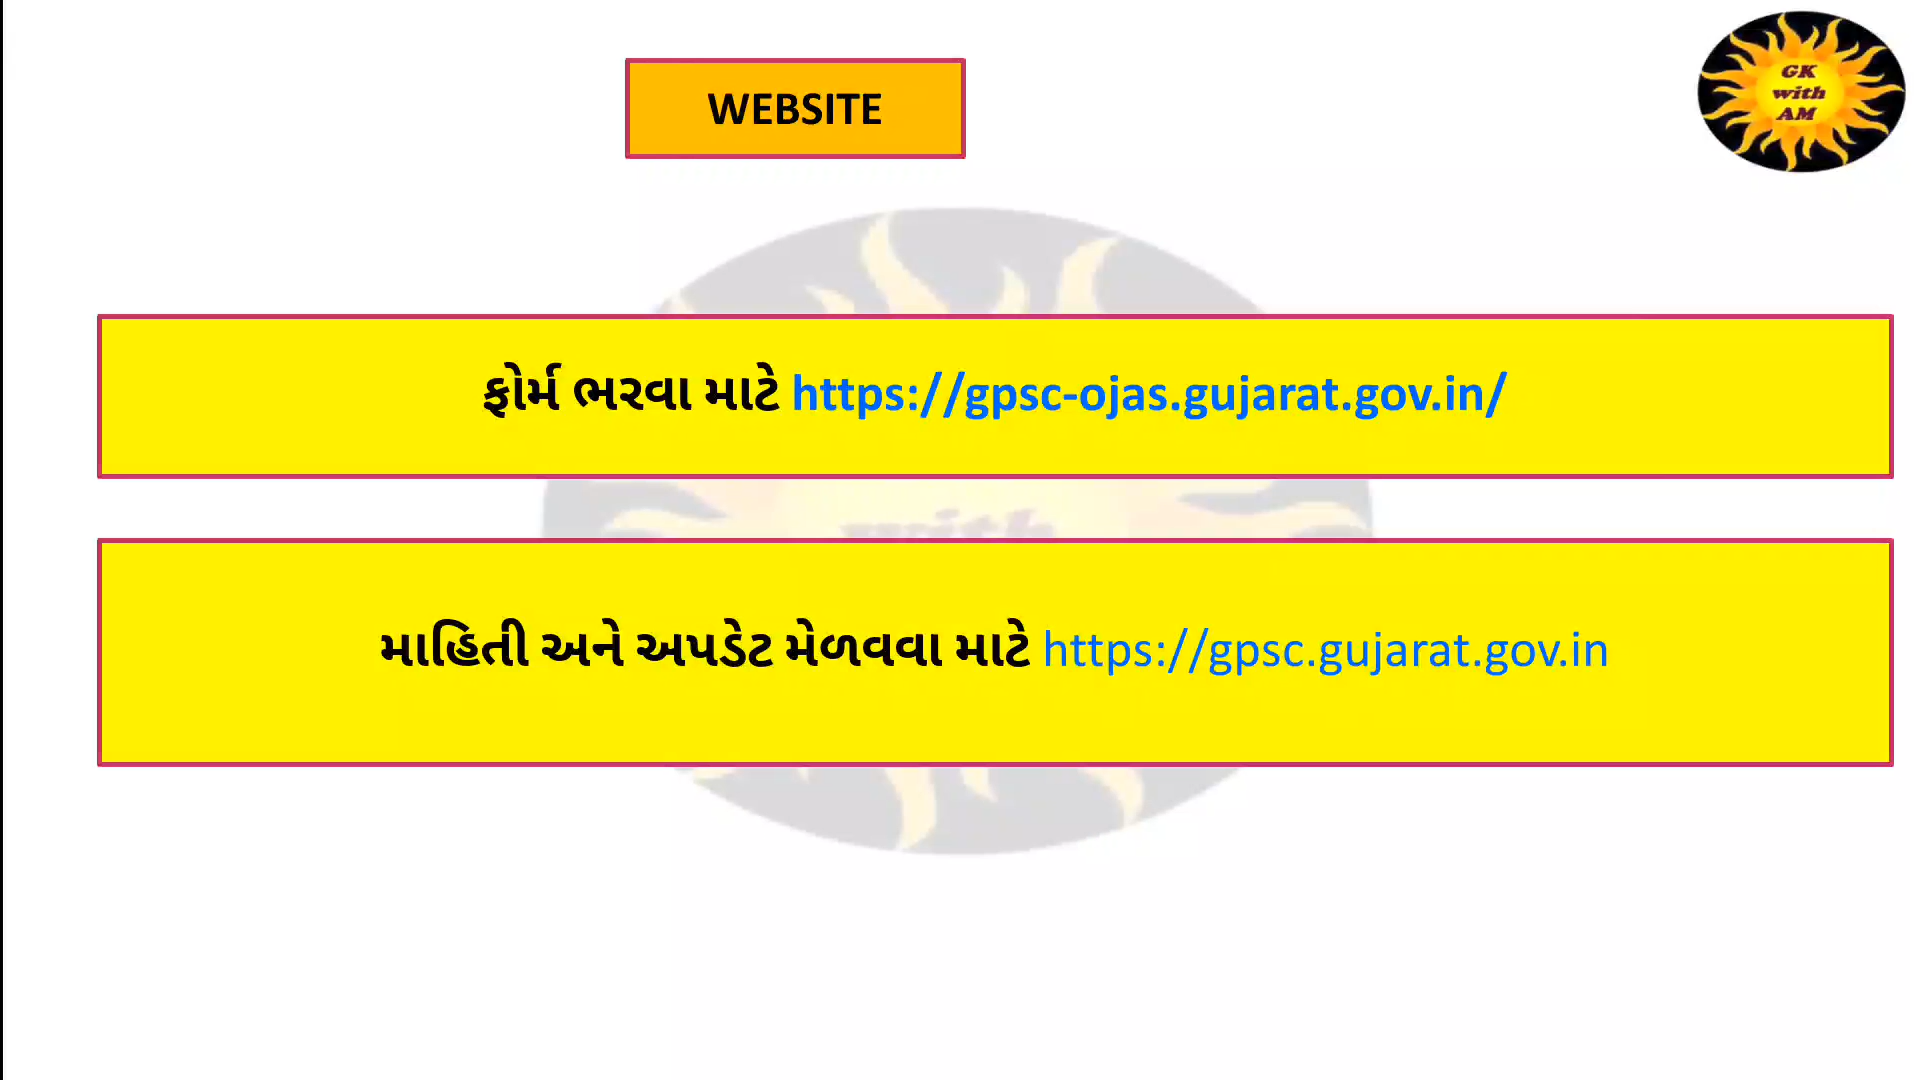 WEBSITE
GK
with
AM
ફોર્મ ભરવા માટે https://gpsc-ojas.gujarat.gov.in/
with
માહિતી અને અપડેટ મેળવવા માટે https://gpsc.gujarat.gov.in